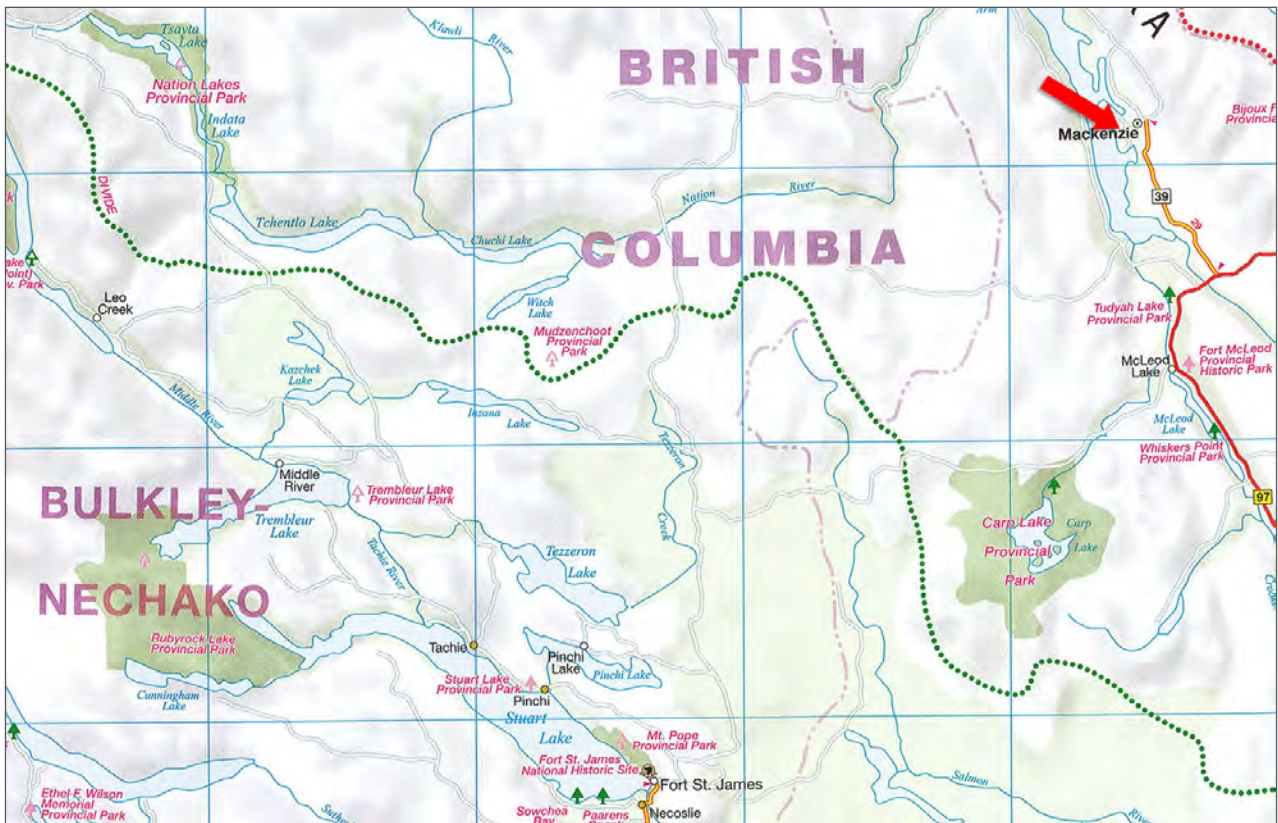 Tsayta
Lake
Klawli
River
Arm
BRITISH
Nation Lakes
Provincial Park
Indata
Lake
Mackenzie
Bijoux F
Provincia
DIVIDE
Tchentlo Lake
Nation
River
39
29
Chuchi Lake
COLUMBIA
Leo
Creek
Witch
Lake
Mudzenchoot
Provincial
Park
Tudyah Lake
Provincial Park
Fort McLeod
Provincial
Historic Park
McLeod
Lake
Kazchek
Lake
Middle River
Inzana
Lake
Tezzeron
Creek
McLeod
Lake
Whiskers Point
Provincial Park
97
Middle
River
Trembleur Lake
Provincial Park
BULKLEY-
NECHAKO
Trembleur
Lake
Tachie River
Tezzeron
Lake
Carp Lake
Provincial
Park
Carp
Lake
Rubyrock Lake
Provincial Park
Tachie
Pinchi
Lake
Pinchi Lake
Stuart Lake
Provincial Park
Pinchi
Cunningham
Lake
Stuart
Lake
Mt. Pope
Provincial Park
Fort St. James
National Historic Site
Fort St. James
Salmon
Ethel F. Wilson
Memorial
Provincial Park
Sowchea
Bay
Paarens
Necoslie